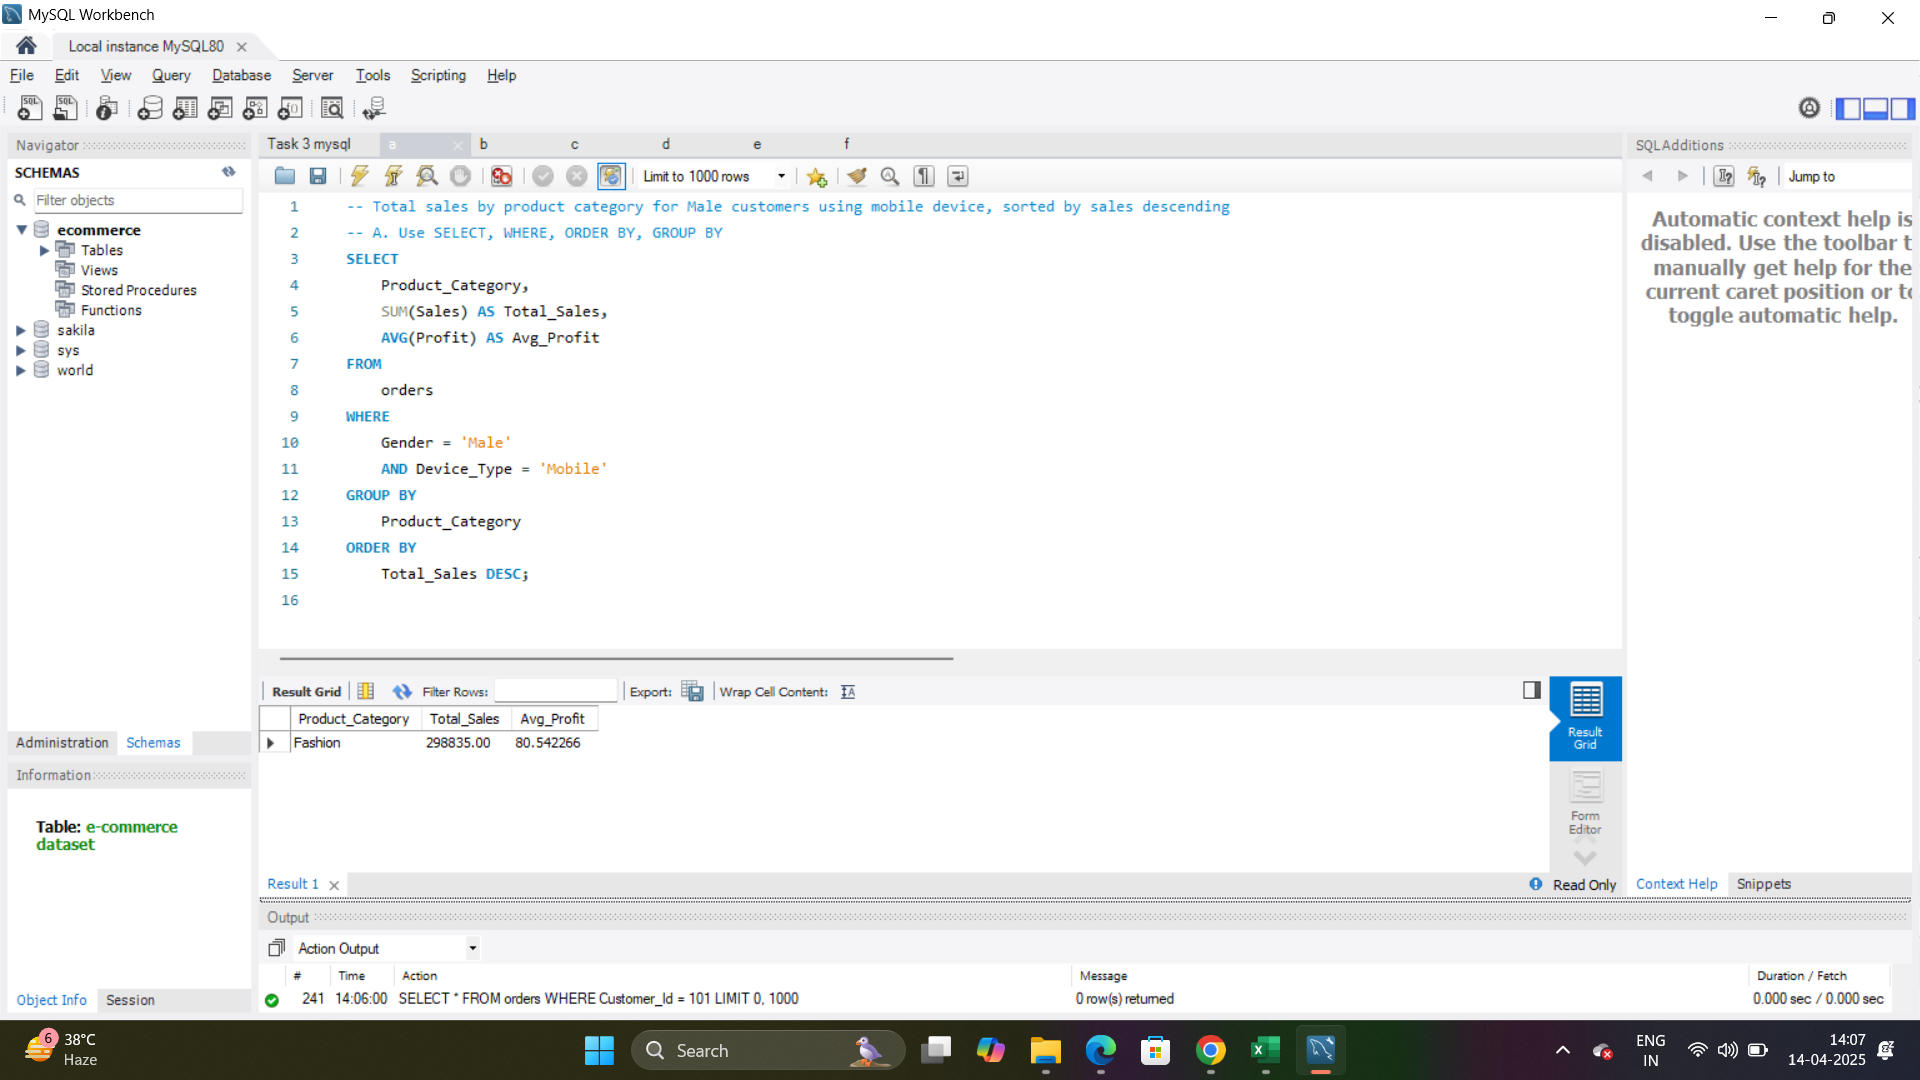 MySQL Workbench
Local instance MySQL80
File Edit View Query Database Server Tools Scripting Help
Navigator
SCHEMAS
Filter objects
ecommerce
Tables
Views
Stored Procedures
Functions
sakila
sys
world
Administration Schemas
Information
Table: e-commerce
dataset
Object Info Session
Task 3 mysql a b c d e f
Limit to 1000 rows
1 -- Total sales by product category for Male customers using mobile device, sorted by sales descending
2 -- A. Use SELECT, WHERE, ORDER BY, GROUP BY
3 SELECT
4 Product_Category,
5 SUM(Sales) AS Total_Sales,
6 AVG(Profit) AS Avg_Profit
7 FROM
8 orders
9 WHERE
10 Gender = 'Male'
11 AND Device_Type = 'Mobile'
12 GROUP BY
13 Product_Category
14 ORDER BY
15 Total_Sales DESC;
16
Result Grid Filter Rows: Export: Wrap Cell Content:
Product_Category Total_Sales Avg_Profit
Fashion 298835.00 80.542266
Result
Grid
Form
Editor
Result 1
Read Only
SQLAdditions
Jump to
Automatic context help is
disabled. Use the toolbar t
manually get help for the
current caret position or to
toggle automatic help.
Context Help Snippets
Output
Action Output
# Time Action Message Duration / Fetch
241 14:06:00 SELECT * FROM orders WHERE Customer_Id = 101 LIMIT 0, 1000 0 row(s) returned 0.000 sec / 0.000 sec
6
38°C
Haze
Search
ENG
IN
14:07
14-04-2025